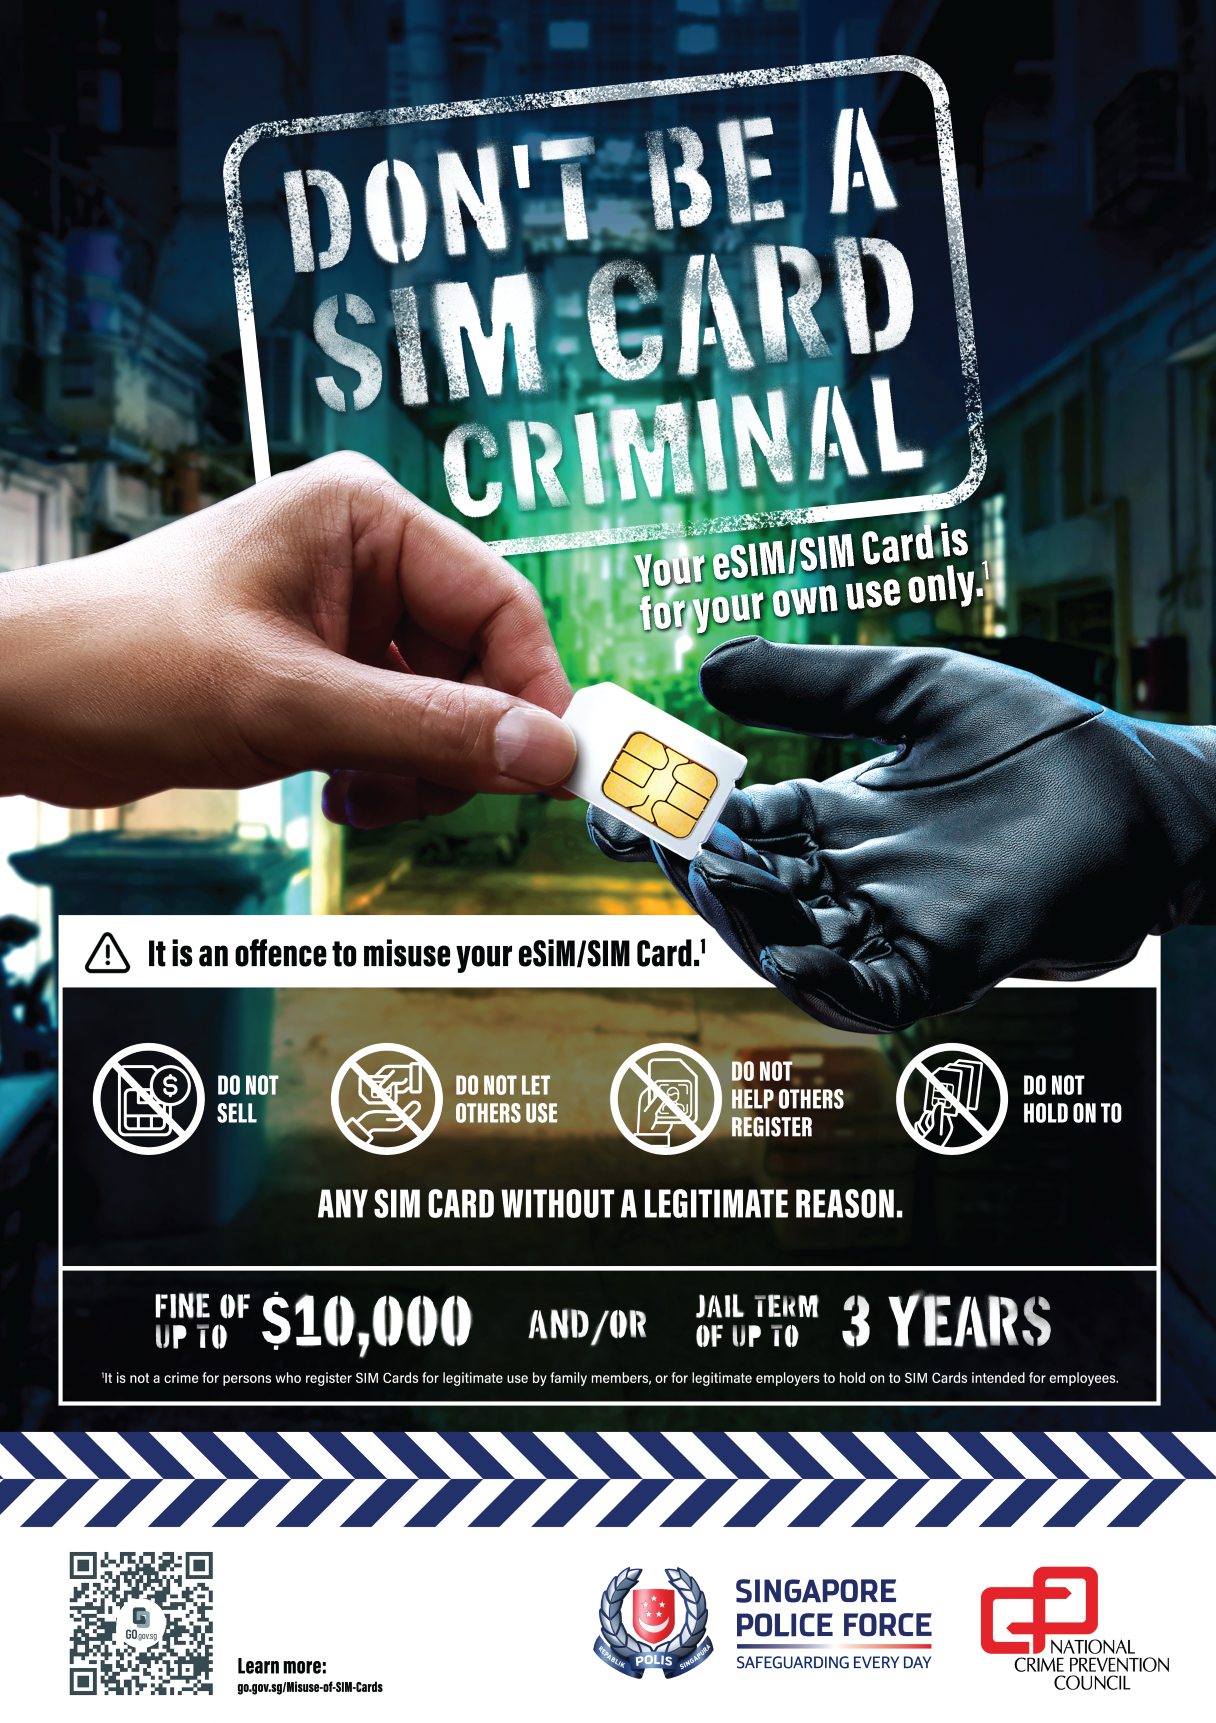 DON'T BE A
SIM CARD
CRIMINAL
Your eSIM/SIM Card is
for your own use only.¹
It is an offence to misuse your eSiM/SIM Card.¹
$
DO NOT
SELL
DO NOT LET
OTHERS USE
DO NOT
HELP OTHERS
REGISTER
DO NOT
HOLD ON TO
ANY SIM CARD WITHOUT A LEGITIMATE REASON.
FINE OF
UP TO
$10,000
AND/OR
JAIL TERM
OF UP TO
3 YEARS
¹It is not a crime for persons who register SIM Cards for legitimate use by family members, or for legitimate employers to hold on to SIM Cards intended for employees.
GO.gov.sg
Learn more:
go.gov.sg/Misuse-of-SIM-Cards
REPABLIK
POLIS
SINGAPURA
SINGAPORE
POLICE FORCE
SAFEGUARDING EVERY DAY
NATIONAL
CRIME PREVENTION
COUNCIL